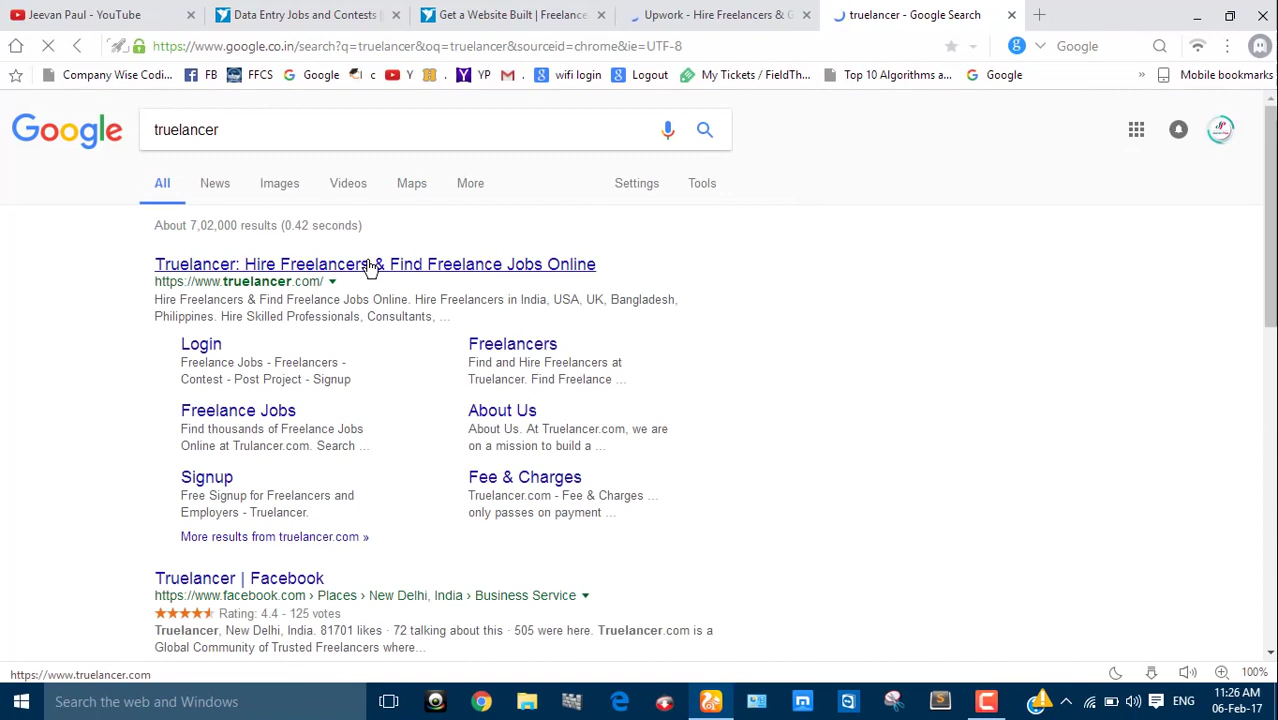 Jeevan Paul - YouTube
Data Entry Jobs and Contests |
Get a Website Built | Freelance
Upwork - Hire Freelancers & G
truelancer - Google Search
https://www.google.co.in/search?q=truelancer&oq=truelancer&sourceid=chrome&ie=UTF-8
Google
Company Wise Codi...
FB
FFCS
Google
c
YT
.
YP
.
wifi login
Logout
My Tickets / FieldTh...
Top 10 Algorithms a...
Google
»
Mobile bookmarks
Google
truelancer
All
News
Images
Videos
Maps
More
Settings
Tools
About 7,02,000 results (0.42 seconds)
Truelancer: Hire Freelancers & Find Freelance Jobs Online
https://www.truelancer.com/
Hire Freelancers & Find Freelance Jobs Online. Hire Freelancers in India, USA, UK, Bangladesh,
Philippines. Hire Skilled Professionals, Consultants, ...
Login
Freelance Jobs - Freelancers -
Contest - Post Project - Signup
Freelancers
Find and Hire Freelancers at
Truelancer. Find Freelance ...
Freelance Jobs
Find thousands of Freelance Jobs
Online at Trulancer.com. Search ...
About Us
About Us. At Truelancer.com, we are
on a mission to build a ...
Signup
Free Signup for Freelancers and
Employers - Truelancer.
Fee & Charges
Truelancer.com - Fee & Charges ...
only passes on payment ...
More results from truelancer.com »
Truelancer | Facebook
https://www.facebook.com › Places › New Delhi, India › Business Service
Rating: 4.4 - 125 votes
Truelancer, New Delhi, India. 81701 likes · 72 talking about this · 505 were here. Truelancer.com is a
Global Community of Trusted Freelancers where...
https://www.truelancer.com
100%
Search the web and Windows
ENG
11:26 AM
06-Feb-17